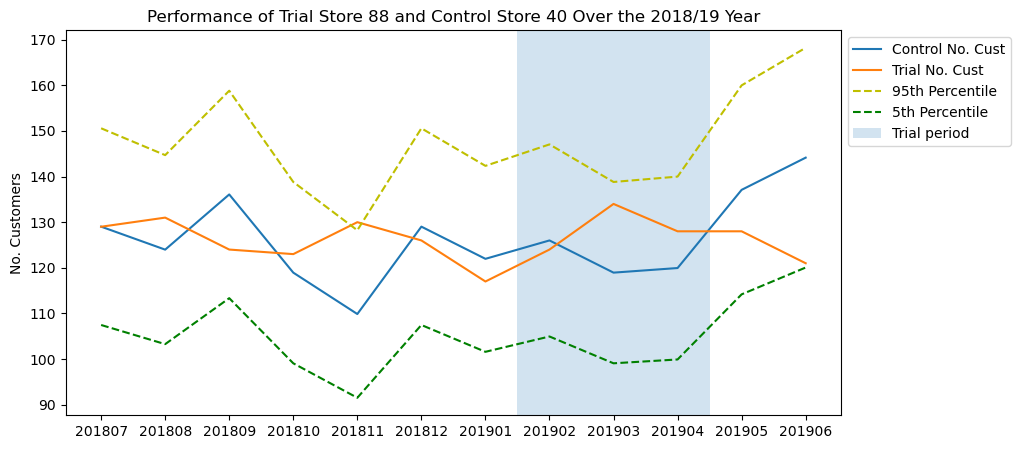 Performance of Trial Store 88 and Control Store 40 Over the 2018/19 Year
No. Customers
170
160
150
140
130
120
110
100
90
201807 201808 201809 201810 201811 201812 201901 201902 201903 201904 201905 201906
Control No. Cust
Trial No. Cust
95th Percentile
5th Percentile
Trial period